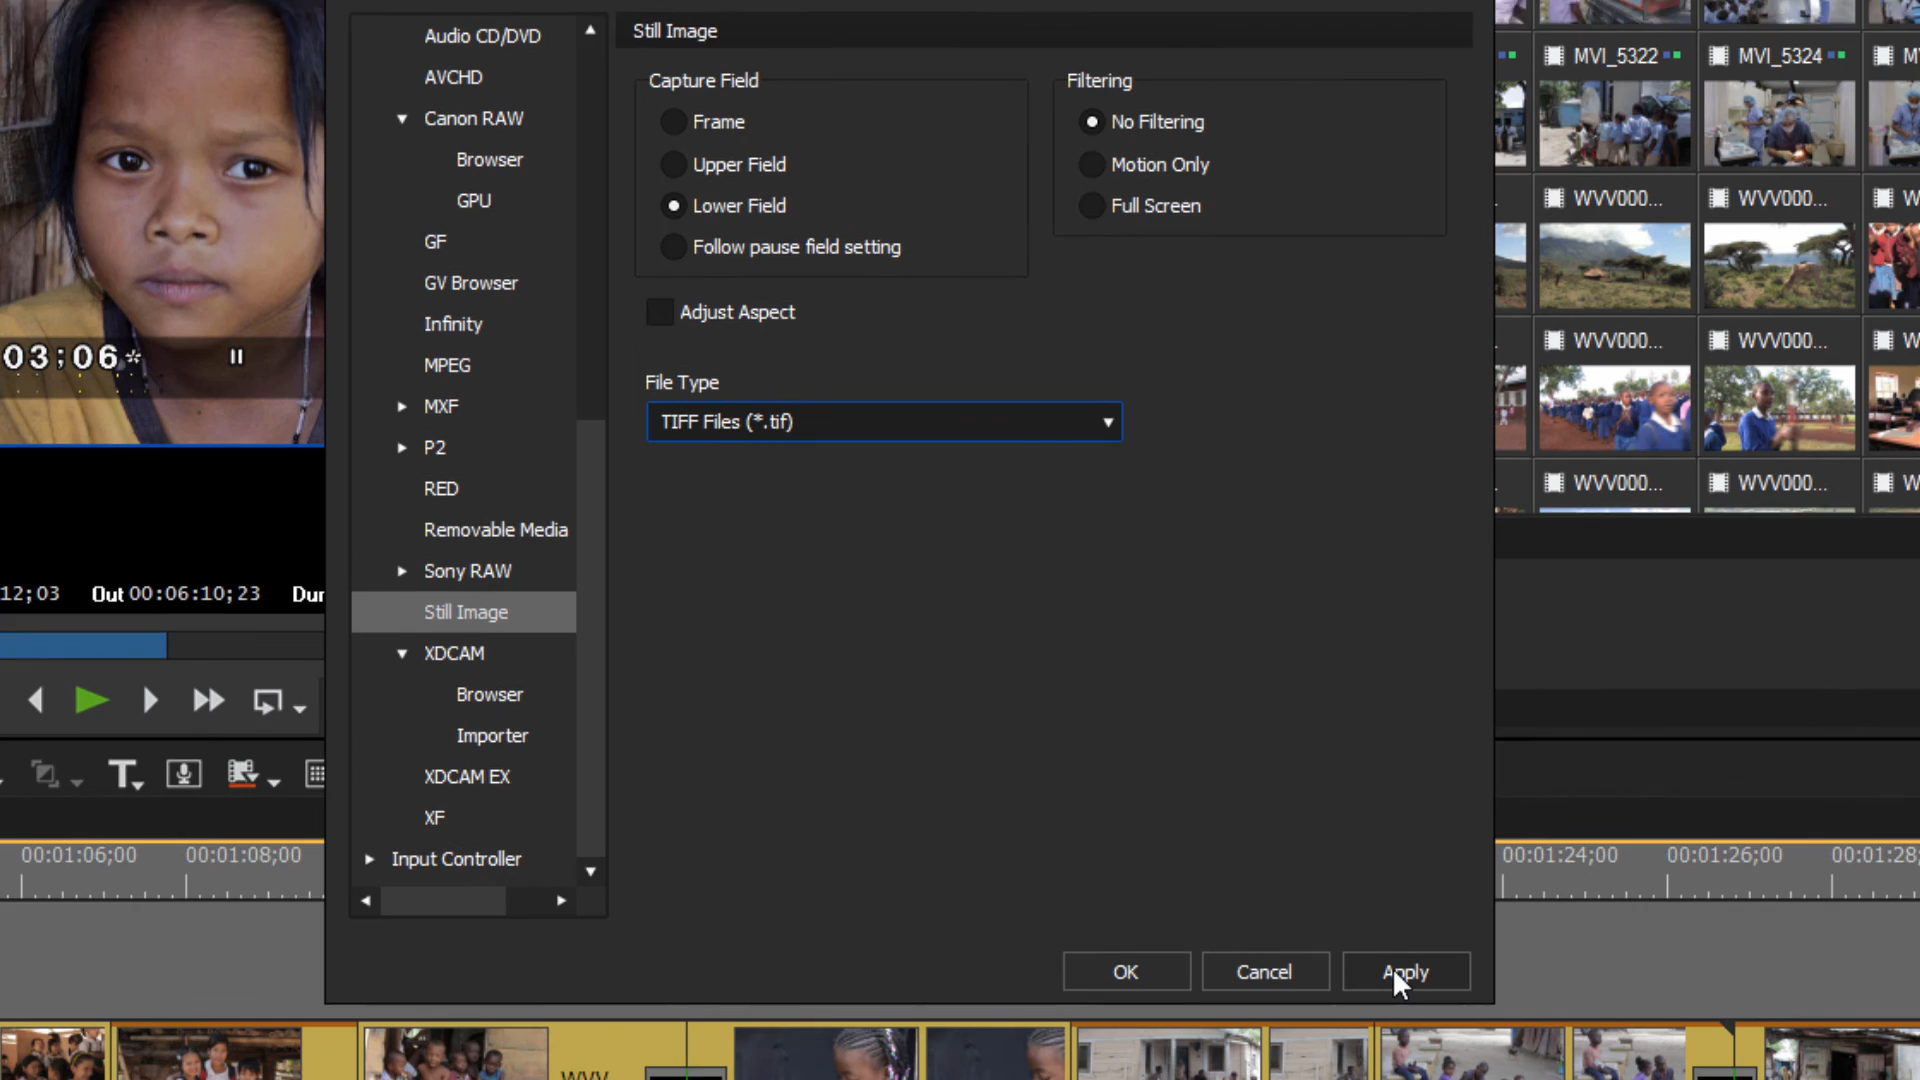 Audio CD/DVD
AVCHD
Canon RAW
Browser
GPU
GF
GV Browser
Infinity
MPEG
MXF
P2
RED
Removable Media
Sony RAW
Still Image
XDCAM
Browser
Importer
XDCAM EX
XF
Input Controller
Still Image
Capture Field
Frame
Upper Field
Lower Field
Follow pause field setting
Filtering
No Filtering
Motion Only
Full Screen
Adjust Aspect
File Type
TIFF Files (*.tif)
OK
Cancel
Apply
03;06*
12;03 Out 00:06:10;23 Dur
MVI_5322
MVI_5324
WVV000...
WVV000...
WVV000...
WVV000...
WVV000...
WVV000...
00:01:06;00
00:01:08;00
00:01:24;00
00:01:26;00
00:01:28;
WVV